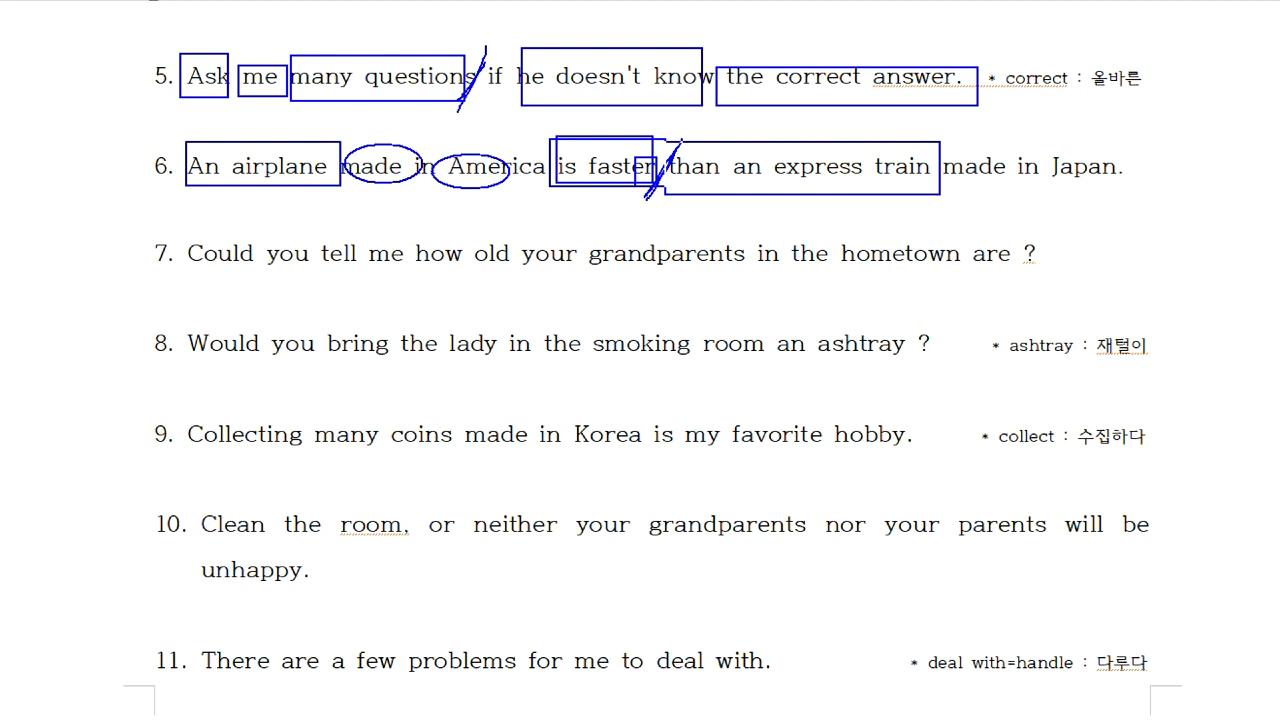 5. Ask me many questions if he doesn't know the correct answer. * correct : 올바른
6. An airplane made in America is faster than an express train made in Japan.
7. Could you tell me how old your grandparents in the hometown are ?
8. Would you bring the lady in the smoking room an ashtray ? * ashtray : 재털이
9. Collecting many coins made in Korea is my favorite hobby. * collect : 수집하다
10. Clean the room, or neither your grandparents nor your parents will be
unhappy.
11. There are a few problems for me to deal with. * deal with=handle : 다루다